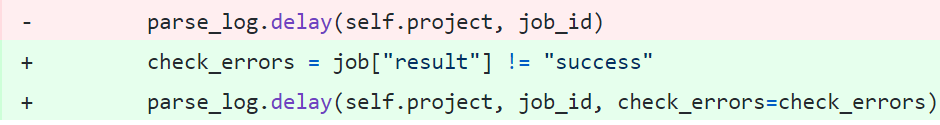 -        parse_log.delay(self.project, job_id)
+        check_errors = job["result"] != "success"
+        parse_log.delay(self.project, job_id, check_errors=check_errors)